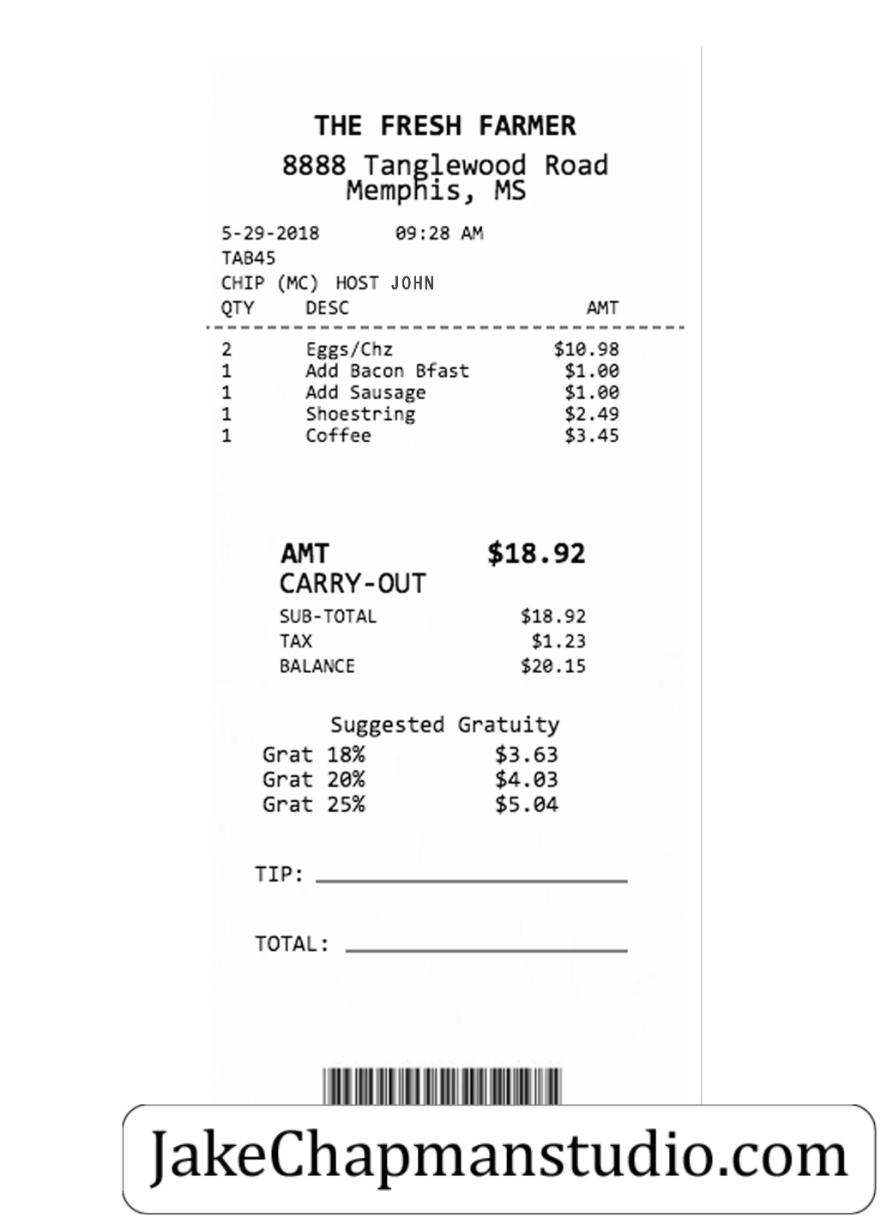 THE FRESH FARMER
8888 Tanglewood Road
Memphis, MS
5-29-2018 09:28 AM
TAB45
CHIP (MC) HOST JOHN
QTY DESC AMT
2 Eggs/Chz $10.98
1 Add Bacon Bfast $1.00
1 Add Sausage $1.00
1 Shoestring $2.49
1 Coffee $3.45
AMT $18.92
CARRY-OUT
SUB-TOTAL $18.92
TAX $1.23
BALANCE $20.15
Suggested Gratuity
Grat 18% $3.63
Grat 20% $4.03
Grat 25% $5.04
TIP:
TOTAL:
JakeChapmanstudio.com